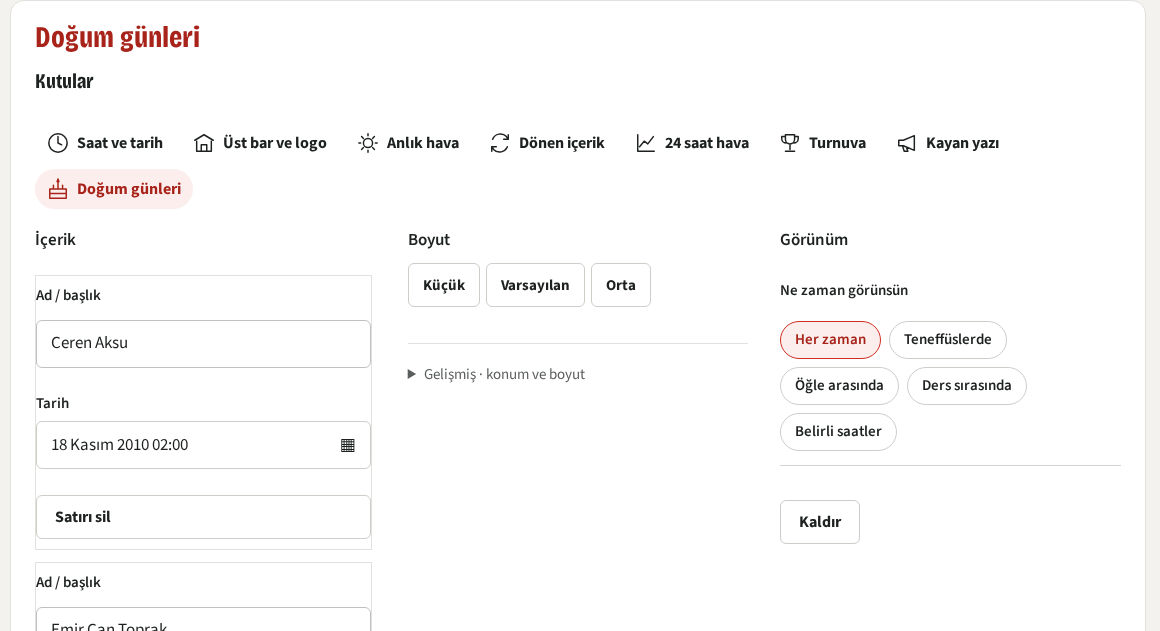 Doğum günleri
Kutular
Saat ve tarih
Üst bar ve logo
Anlık hava
Dönen içerik
24 saat hava
Turnuva
Kayan yazı
Doğum günleri
İçerik
Ad / başlık
Ceren Aksu
Tarih
18 Kasım 2010 02:00
Satırı sil
Ad / başlık
Emir Can Toprak
Boyut
Küçük
Varsayılan
Orta
Gelişmiş · konum ve boyut
Görünüm
Ne zaman görünsün
Her zaman
Teneffüslerde
Öğle arasında
Ders sırasında
Belirli saatler
Kaldır